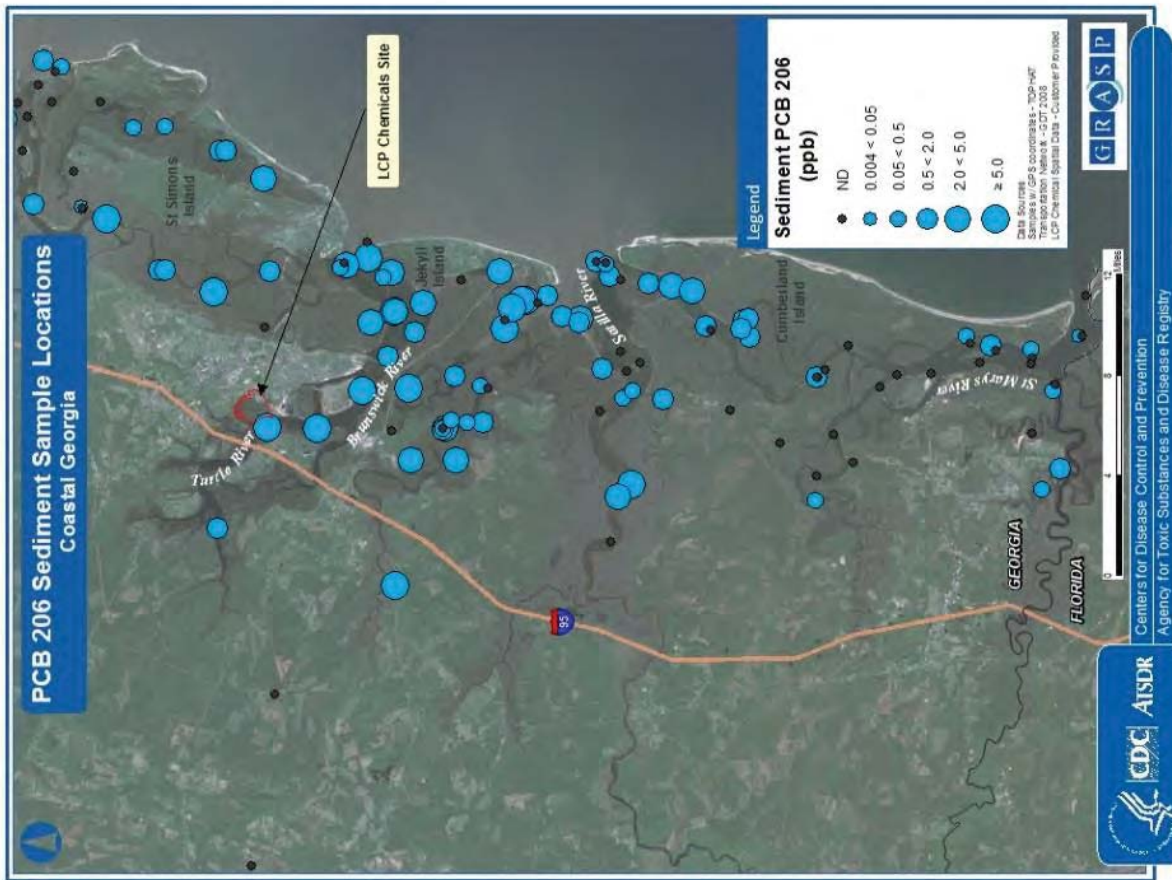 PCB 206 Sediment Sample Locations
Coastal Georgia
LCP Chemicals Site
St Simons
Island
Turtle River
Brunswick River
Jekyll
Island
Satilla River
Cumberland
Island
St Marys River
95
GEORGIA
FLORIDA
Legend
Sediment PCB 206
(ppb)
ND
0.004 < 0.05
0.05 < 0.5
0.5 < 2.0
2.0 < 5.0
≥ 5.0
Data Sources
Samples w/ GPS coordinates - TOPHAT
Transportation Network - GDT 2008
LCP Chemical Spatial Data - Customer Provided
0 4 8 12
Miles
GRASP
CDC ATSDR
Centers for Disease Control and Prevention
Agency for Toxic Substances and Disease Registry